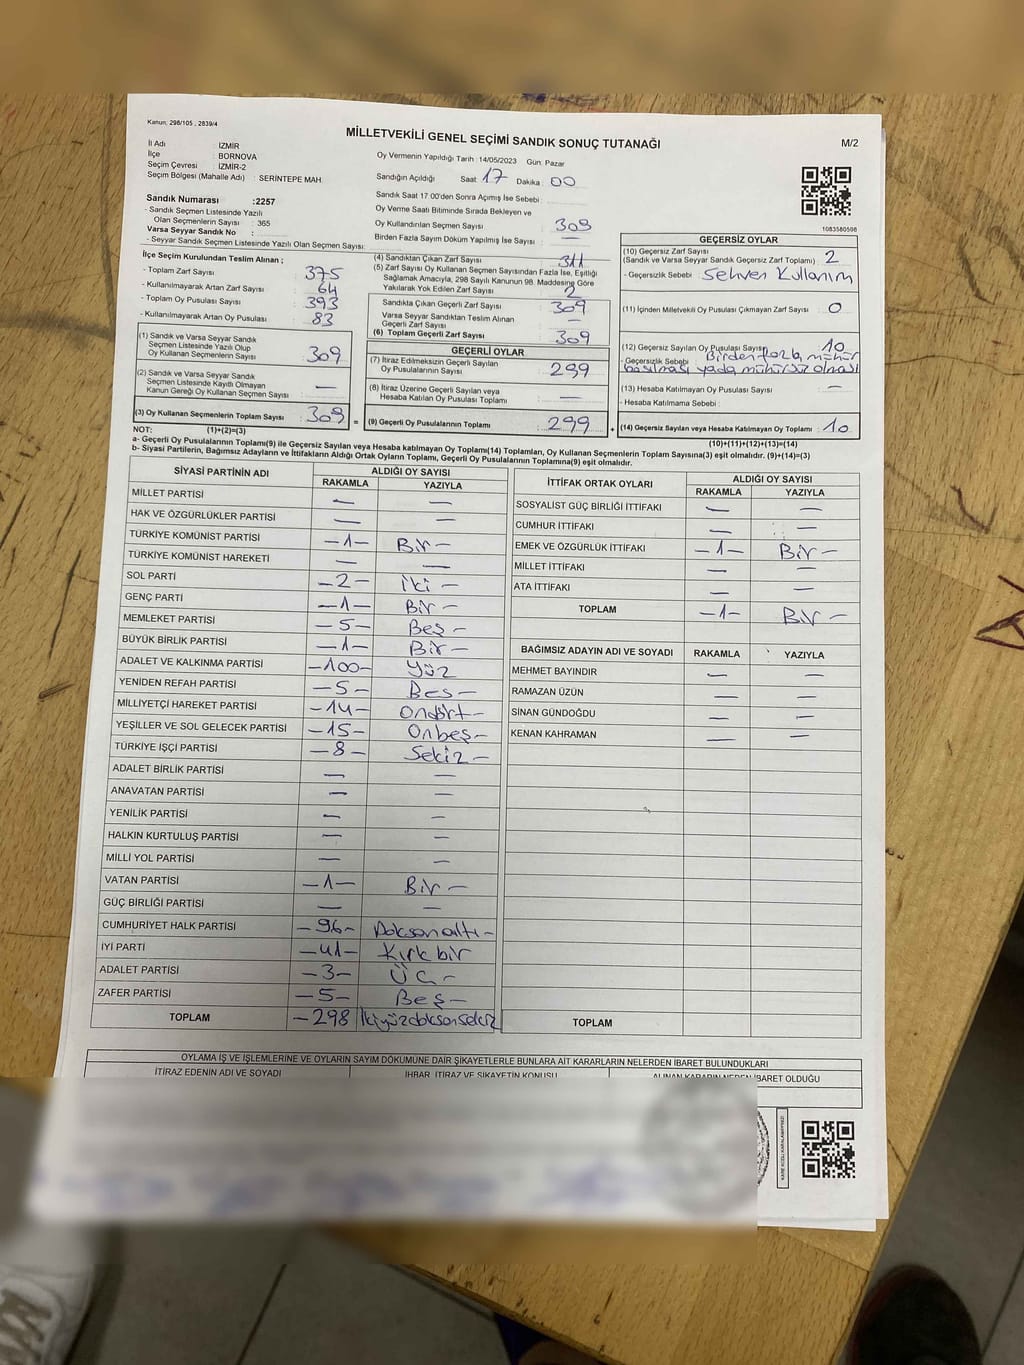 Kanun; 298/105 ; 2839/4
MİLLETVEKİLİ GENEL SEÇİMİ SANDIK SONUÇ TUTANAĞI
M/2
İl Adı : İZMİR
İlçe : BORNOVA
Seçim Çevresi : İZMİR-2
Seçim Bölgesi (Mahalle Adı) : SERİNTEPE MAH.
Sandık Numarası :2257
- Sandık Seçmen Listesinde Yazılı
Olan Seçmenlerin Sayısı : 365
Varsa Seyyar Sandık No :
- Seyyar Sandık Seçmen Listesinde Yazılı Olan Seçmen Sayısı:
Oy Vermenin Yapıldığı Tarih : 14/05/2023 Gün: Pazar
Sandığın Açıldığı Saat : 17 Dakika : 00
Sandık Saat 17.00'den Sonra Açımış İse Sebebi :
Oy Verme Saati Bitiminde Sırada Bekleyen ve
Oy Kullandırılan Seçmen Sayısı : 309
Birden Fazla Sayım Döküm Yapılmış İse Sayısı : —
1083580598
İlçe Seçim Kurulundan Teslim Alınan ;
- Toplam Zarf Sayısı : 375
- Kullanılmayarak Artan Zarf Sayısı : 64
- Toplam Oy Pusulası Sayısı : 393
- Kullanılmayarak Artan Oy Pusulası : 83
(1) Sandık ve Varsa Seyyar Sandık
Seçmen Listesinde Yazılı Olup
Oy Kullanan Seçmenlerin Sayısı : 309
(2) Sandık ve Varsa Seyyar Sandık
Seçmen Listesinde Kayıtlı Olmayan
Kanun Gereği Oy Kullanan Seçmen Sayısı : —
(3) Oy Kullanan Seçmenlerin Toplam Sayısı : 309
(4) Sandıktan Çıkan Zarf Sayısı : 311
(5) Zarf Sayısı Oy Kullanan Seçmen Sayısından Fazla İse, Eşitliği
Sağlamak Amacıyla, 298 Sayılı Kanunun 98. Maddesine Göre
Yakılarak Yok Edilen Zarf Sayısı : 2
Sandıkta Çıkan Geçerli Zarf Sayısı : 309
Varsa Seyyar Sandıktan Teslim Alınan
Geçerli Zarf Sayısı : —
(6) Toplam Geçerli Zarf Sayısı : 309
GEÇERLİ OYLAR
(7) İtiraz Edilmeksizin Geçerli Sayılan
Oy Pusulalarının Sayısı : 299
(8) İtiraz Üzerine Geçerli Sayılan veya
Hesaba Katılan Oy Pusulası Toplamı : —
= (9) Geçerli Oy Pusulalarının Toplamı : 299 +
GEÇERSİZ OYLAR
(10) Geçersiz Zarf Sayısı
(Sandık ve Varsa Seyyar Sandık Geçersiz Zarf Toplamı) : 2
- Geçersizlik Sebebi : Sehven Kullanım
(11) İçinden Milletvekili Oy Pusulası Çıkmayan Zarf Sayısı : 0
(12) Geçersiz Sayılan Oy Pusulası Sayısı : 10
- Geçersizlik Sebebi : Birden fazla mühür
basılması yada mühürsüz olması
(13) Hesaba Katılmayan Oy Pusulası Sayısı : —
- Hesaba Katılmama Sebebi :
(14) Geçersiz Sayılan veya Hesaba Katılmayan Oy Toplamı : 10
NOT: (1)+(2)=(3)
(10)+(11)+(12)+(13)=(14)
a- Geçerli Oy Pusulalarının Toplamı(9) ile Geçersiz Sayılan veya Hesaba katılmayan Oy Toplamı(14) Toplamları, Oy Kullanan Seçmenlerin Toplam Sayısına(3) eşit olmalıdır. (9)+(14)=(3)
b- Siyasi Partilerin, Bağımsız Adayların ve İttifakların Aldığı Ortak Oyların Toplamı, Geçerli Oy Pusulalarının Toplamına(9) eşit olmalıdır.
SİYASİ PARTİNİN ADI ALDIĞI OY SAYISI
RAKAMLA YAZIYLA
MİLLET PARTİSİ — —
HAK VE ÖZGÜRLÜKLER PARTİSİ — —
TÜRKİYE KOMÜNİST PARTİSİ —1— Bir —
TÜRKİYE KOMÜNİST HAREKETİ — —
SOL PARTİ —2— İki —
GENÇ PARTİ —1— Bir —
MEMLEKET PARTİSİ —5— Beş —
BÜYÜK BİRLİK PARTİSİ —1— Bir —
ADALET VE KALKINMA PARTİSİ —100— Yüz
YENİDEN REFAH PARTİSİ —5— Bes —
MİLLİYETÇİ HAREKET PARTİSİ —14— Ondört —
YEŞİLLER VE SOL GELECEK PARTİSİ —15— Onbeş —
TÜRKİYE İŞÇİ PARTİSİ —8— Sekiz —
ADALET BİRLİK PARTİSİ — —
ANAVATAN PARTİSİ — —
YENİLİK PARTİSİ — —
HALKIN KURTULUŞ PARTİSİ — —
MİLLİ YOL PARTİSİ — —
VATAN PARTİSİ —1— Bir —
GÜÇ BİRLİĞİ PARTİSİ — —
CUMHURİYET HALK PARTİSİ —96— Doksanaltı —
İYİ PARTİ —41— Kırkbir
ADALET PARTİSİ —3— Üç —
ZAFER PARTİSİ —5— Beş —
TOPLAM —298 İkiyüzdoksansekiz
İTTİFAK ORTAK OYLARI ALDIĞI OY SAYISI
RAKAMLA YAZIYLA
SOSYALİST GÜÇ BİRLİĞİ İTTİFAKI — —
CUMHUR İTTİFAKI — —
EMEK VE ÖZGÜRLÜK İTTİFAKI —1— Bir —
MİLLET İTTİFAKI — —
ATA İTTİFAKI — —
TOPLAM —1— Bir —
BAĞIMSIZ ADAYIN ADI VE SOYADI RAKAMLA YAZIYLA
MEHMET BAYINDIR — —
RAMAZAN ÜZÜN — —
SİNAN GÜNDOĞDU — —
KENAN KAHRAMAN — —
TOPLAM
OYLAMA İŞ VE İŞLEMLERİNE VE OYLARIN SAYIM DÖKÜMÜNE DAİR ŞİKAYETLERLE BUNLARA AİT KARARLARIN NELERDEN İBARET BULUNDUKLARI
İTİRAZ EDENİN ADI VE SOYADI İHBAR, İTİRAZ VE ŞİKAYETİN KONUSU ALINAN KARARIN NEDEN İBARET OLDUĞU